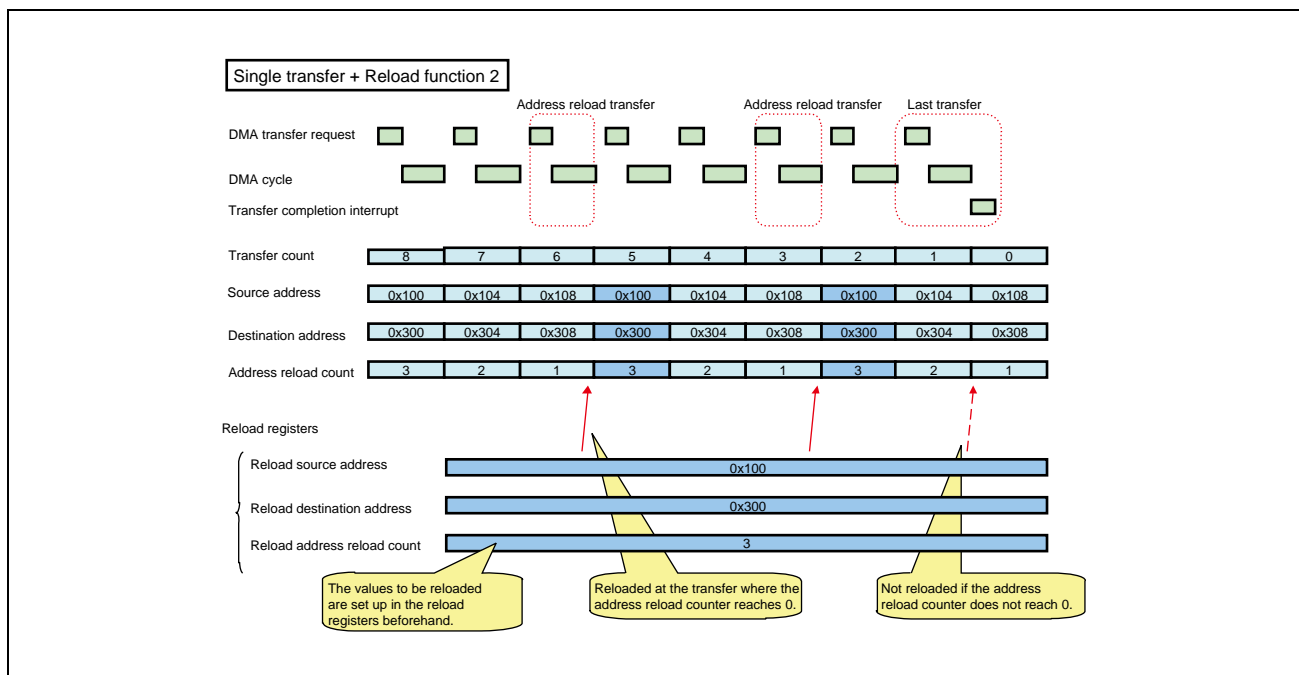 Single transfer + Reload function 2
Address reload transfer Address reload transfer Last transfer
DMA transfer request
DMA cycle
Transfer completion interrupt
Transfer count 8 7 6 5 4 3 2 1 0
Source address 0x100 0x104 0x108 0x100 0x104 0x108 0x100 0x104 0x108
Destination address 0x300 0x304 0x308 0x300 0x304 0x308 0x300 0x304 0x308
Address reload count 3 2 1 3 2 1 3 2 1
Reload registers
Reload source address 0x100
Reload destination address 0x300
Reload address reload count 3
The values to be reloaded
are set up in the reload
registers beforehand.
Reloaded at the transfer where the
address reload counter reaches 0.
Not reloaded if the address
reload counter does not reach 0.